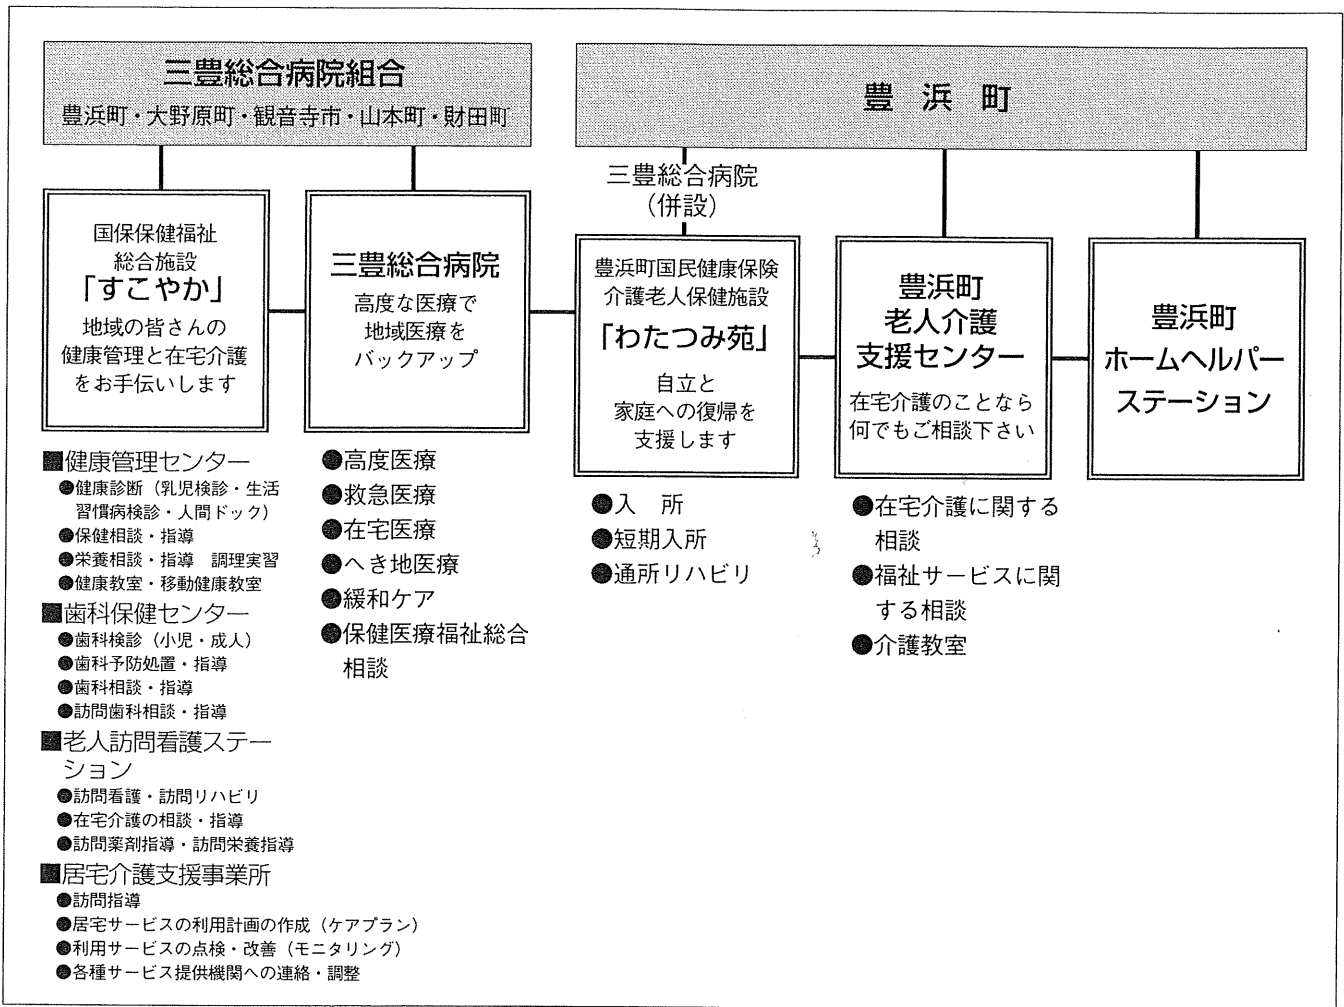 三豊総合病院組合
豊浜町・大野原町・観音寺市・山本町・財田町
豊 浜 町
国保保健福祉
総合施設
「すこやか」
地域の皆さんの
健康管理と在宅介護
をお手伝いします
三豊総合病院
高度な医療で
地域医療を
バックアップ
三豊総合病院
（併設）
豊浜町国民健康保険
介護老人保健施設
「わたつみ苑」
自立と
家庭への復帰を
支援します
豊浜町
老人介護
支援センター
在宅介護のことなら
何でもご相談下さい
豊浜町
ホームヘルパー
ステーション
■健康管理センター
●健康診断（乳児検診・生活
習慣病検診・人間ドック）
●保健相談・指導
●栄養相談・指導　調理実習
●健康教室・移動健康教室
■歯科保健センター
●歯科検診（小児・成人）
●歯科予防処置・指導
●歯科相談・指導
●訪問歯科相談・指導
■老人訪問看護ステー
ション
●訪問看護・訪問リハビリ
●在宅介護の相談・指導
●訪問薬剤指導・訪問栄養指導
■居宅介護支援事業所
●訪問指導
●居宅サービスの利用計画の作成（ケアプラン）
●利用サービスの点検・改善（モニタリング）
●各種サービス提供機関への連絡・調整
●高度医療
●救急医療
●在宅医療
●へき地医療
●緩和ケア
●保健医療福祉総合
相談
●入　所
●短期入所
●通所リハビリ
●在宅介護に関する
相談
●福祉サービスに関
する相談
●介護教室